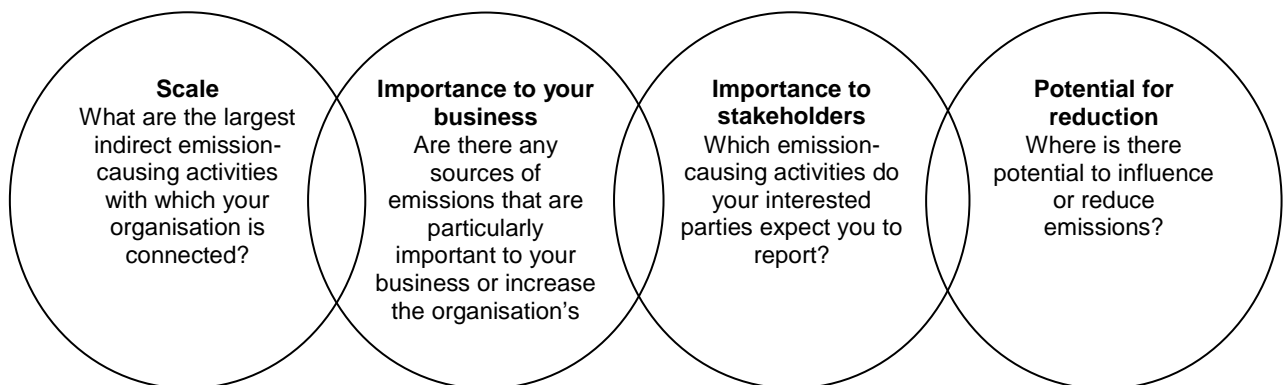 Scale
What are the largest
indirect emission-
causing activities
with which your
organisation is
connected?
Importance to your
business
Are there any
sources of
emissions that are
particularly
important to your
business or increase
the organisation's
Importance to
stakeholders
Which emission-
causing activities do
your interested
parties expect you to
report?
Potential for
reduction
Where is there
potential to influence
or reduce
emissions?